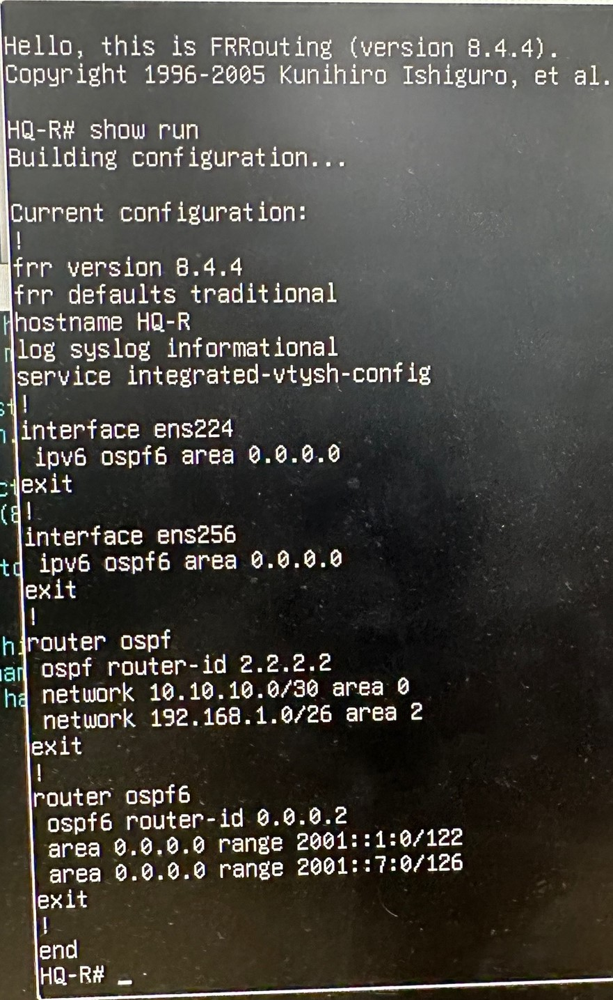 Hello, this is FRRouting (version 8.4.4).
Copyright 1996-2005 Kunihiro Ishiguro, et al.
HQ-R# show run
Building configuration...
Current configuration:
!
frr version 8.4.4
frr defaults traditional
hostname HQ-R
log syslog informational
service integrated-vtysh-config
!
interface ens224
ipv6 ospf6 area 0.0.0.0
exit
!
interface ens256
ipv6 ospf6 area 0.0.0.0
exit
!
router ospf
ospf router-id 2.2.2.2
network 10.10.10.0/30 area 0
network 192.168.1.0/26 area 2
exit
!
router ospf6
ospf6 router-id 0.0.0.2
area 0.0.0.0 range 2001::1:0/122
area 0.0.0.0 range 2001::7:0/126
exit
!
end
HQ-R# _